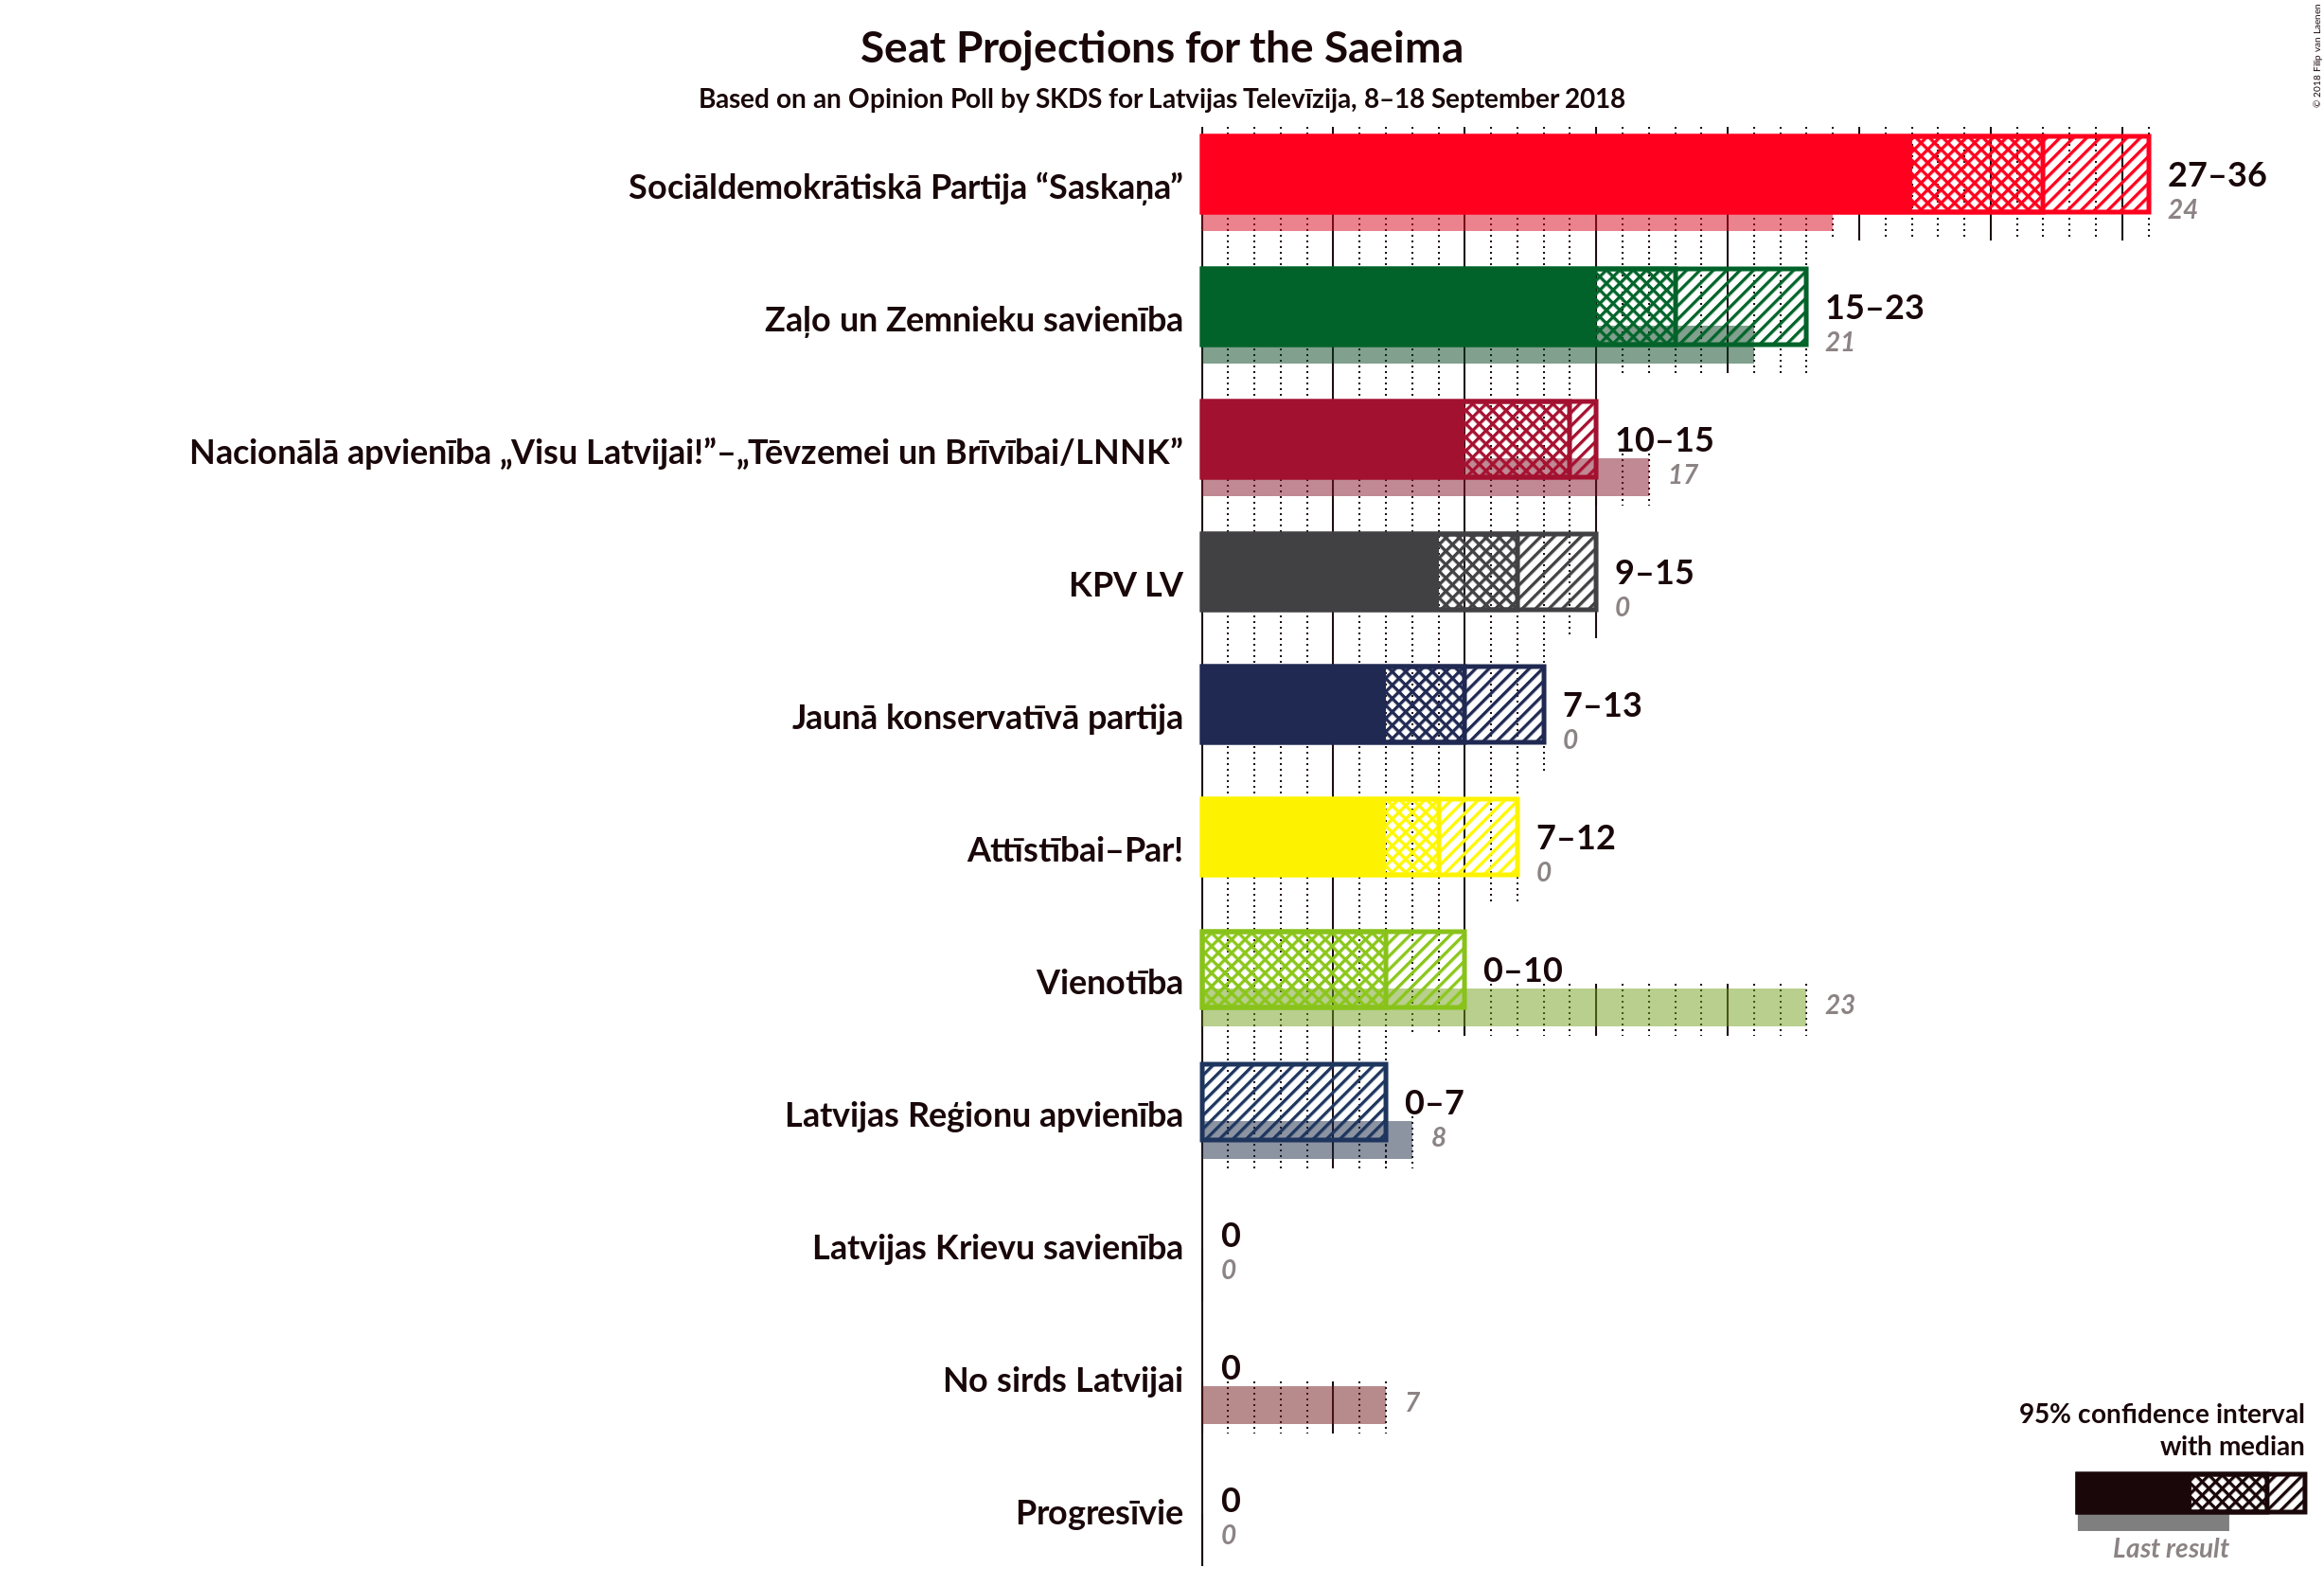 © 2018 Filip van Laenen
Seat Projections for the Saeima
Based on an Opinion Poll by SKDS for Latvijas Televīzija, 8–18 September 2018
Sociāldemokrātiskā Partija “Saskaņa”
27–36
24
Zaļo un Zemnieku savienība
15–23
21
Nacionālā apvienība „Visu Latvijai!”–„Tēvzemei un Brīvībai/LNNK”
10–15
17
KPV LV
9–15
0
Jaunā konservatīvā partija
7–13
0
Attīstībai–Par!
7–12
0
Vienotība
0–10
23
Latvijas Reģionu apvienība
0–7
8
Latvijas Krievu savienība
0
0
No sirds Latvijai
0
7
Progresīvie
0
0
95% confidence interval
with median
Last result